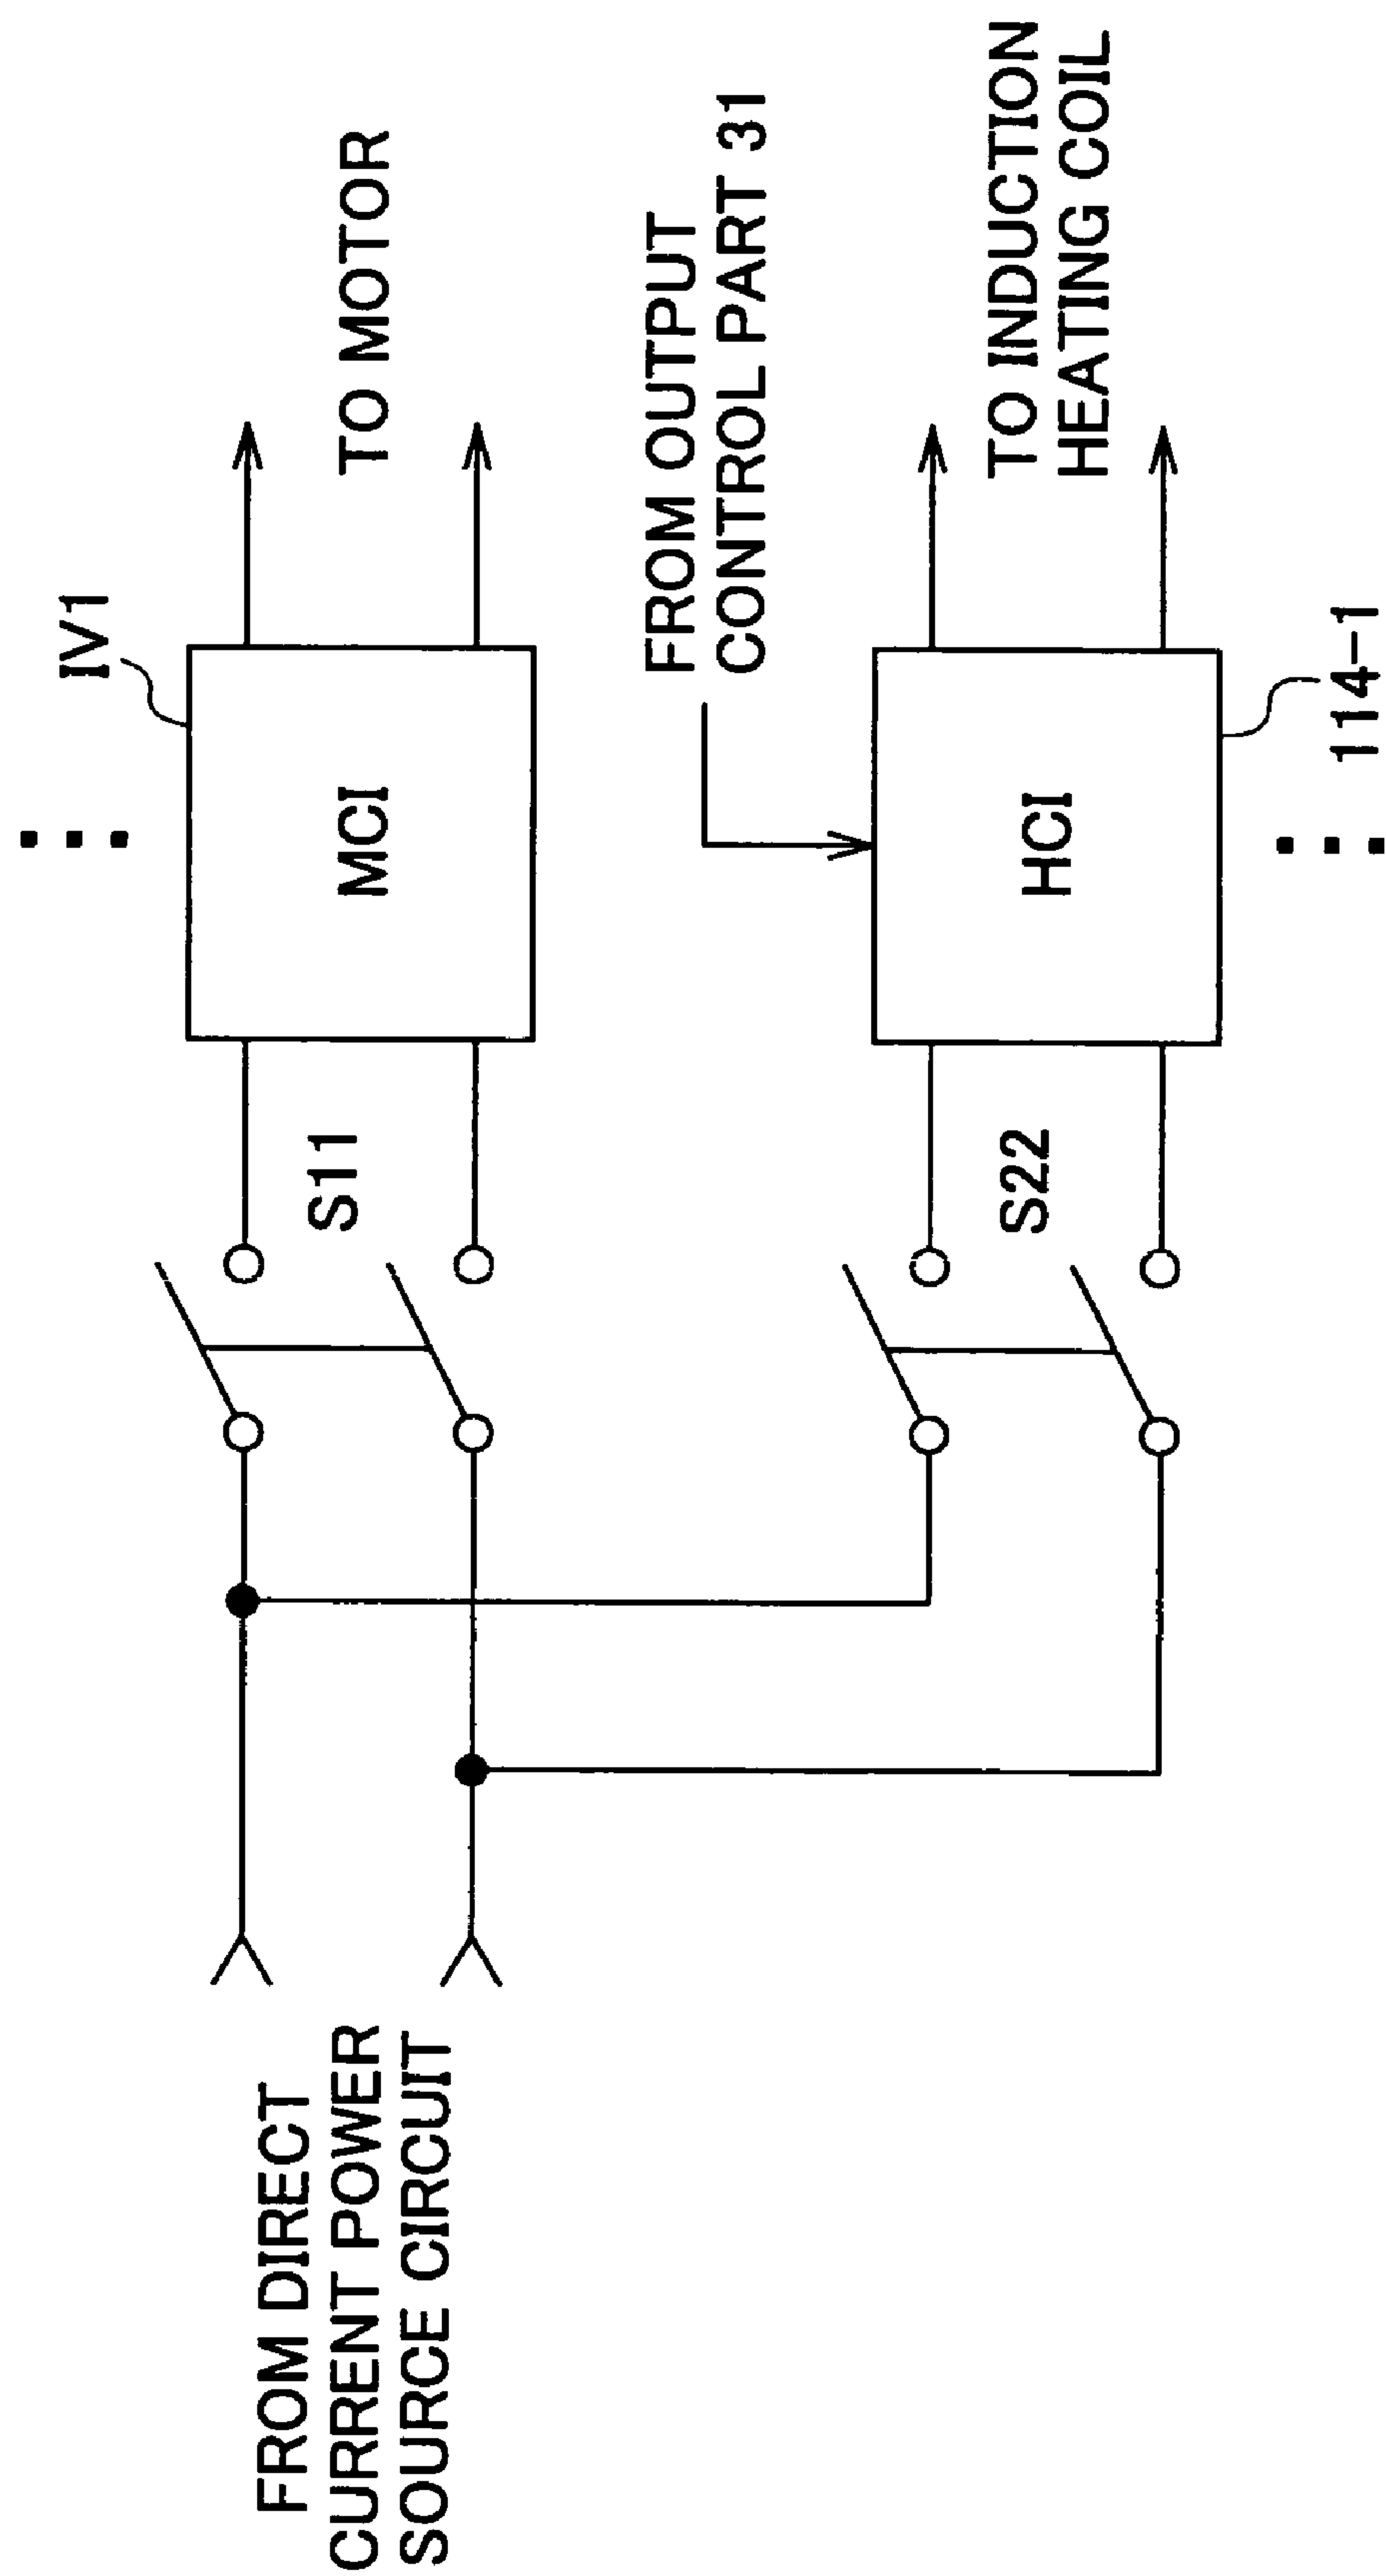 IV1
MCI
TO MOTOR
S11
FROM DIRECT
CURRENT POWER
SOURCE CIRCUIT
FROM OUTPUT
CONTROL PART 31
S22
HCI
TO INDUCTION
HEATING COIL
114-1